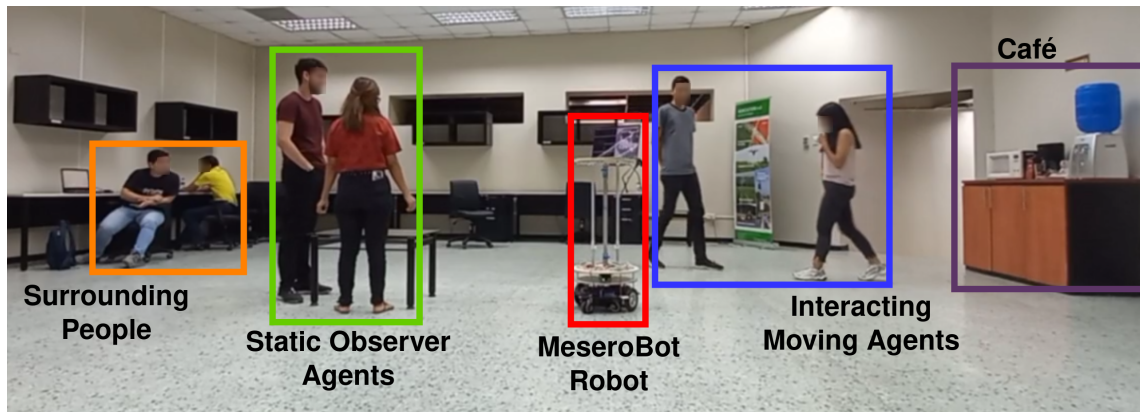 Café
Surrounding
People
Static Observer
Agents
MeseroBot
Robot
Interacting
Moving Agents